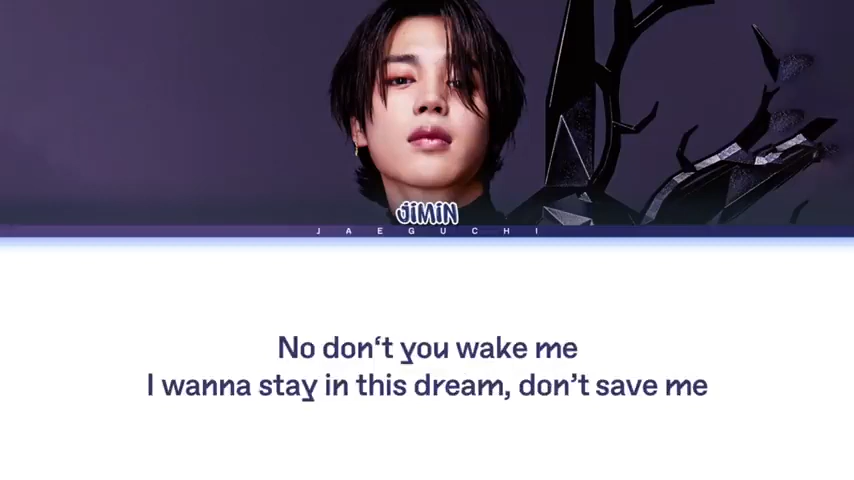 JIMIN
JAEGUCHI
No don‘t you wake me
I wanna stay in this dream, don’t save me